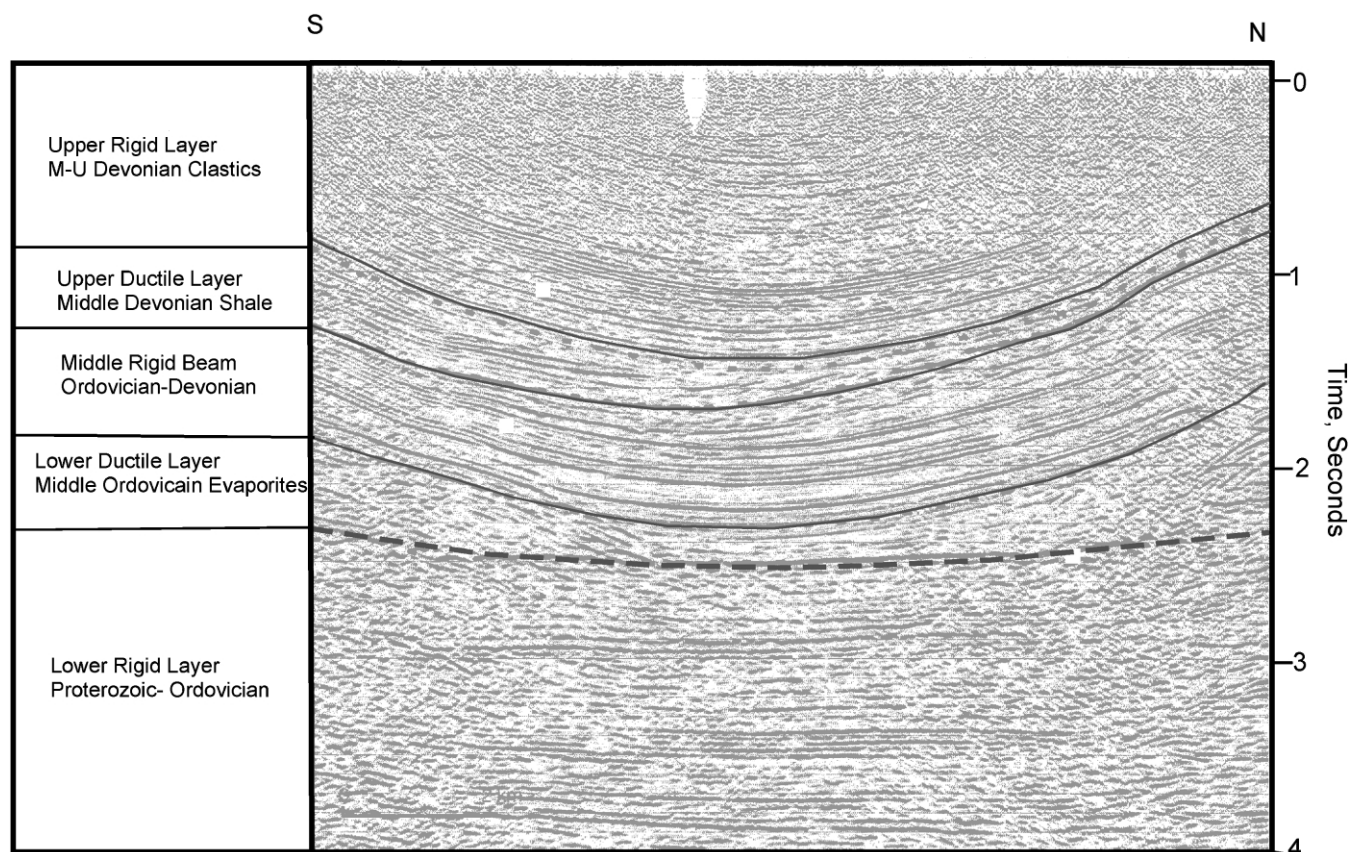 S
N
Upper Rigid Layer
M-U Devonian Clastics
Upper Ductile Layer
Middle Devonian Shale
Middle Rigid Beam
Ordovician-Devonian
Lower Ductile Layer
Middle Ordovicain Evaporites
Lower Rigid Layer
Proterozoic- Ordovician
0
1
2
3
4
Time, Seconds